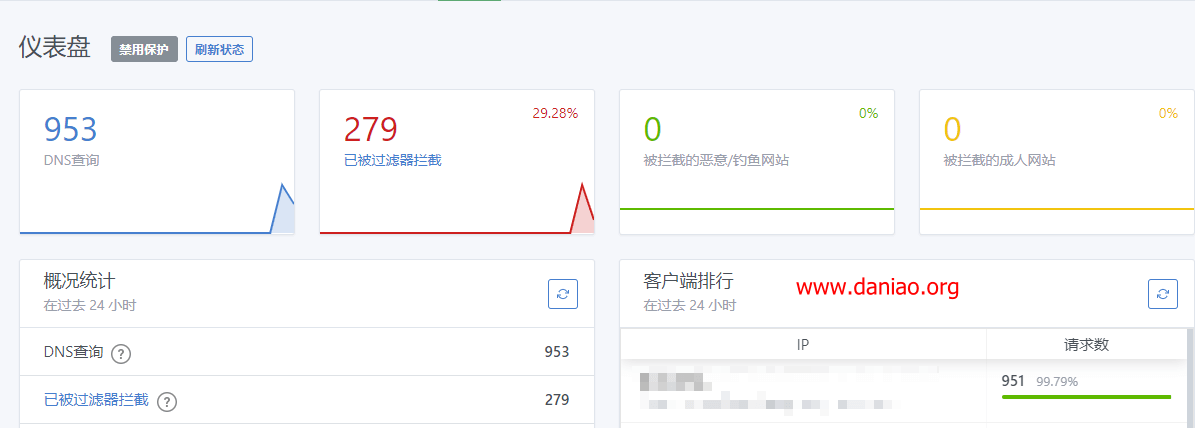 仪表盘 禁用保护 刷新状态
953 279 29.28% 0 0% 0 0%
DNS查询 已被过滤器拦截 被拦截的恶意/钓鱼网站 被拦截的成人网站
概况统计
在过去 24 小时
DNS查询 ? 953
已被过滤器拦截 ? 279
客户端排行 www.daniao.org
在过去 24 小时
IP 请求数
951 99.79%